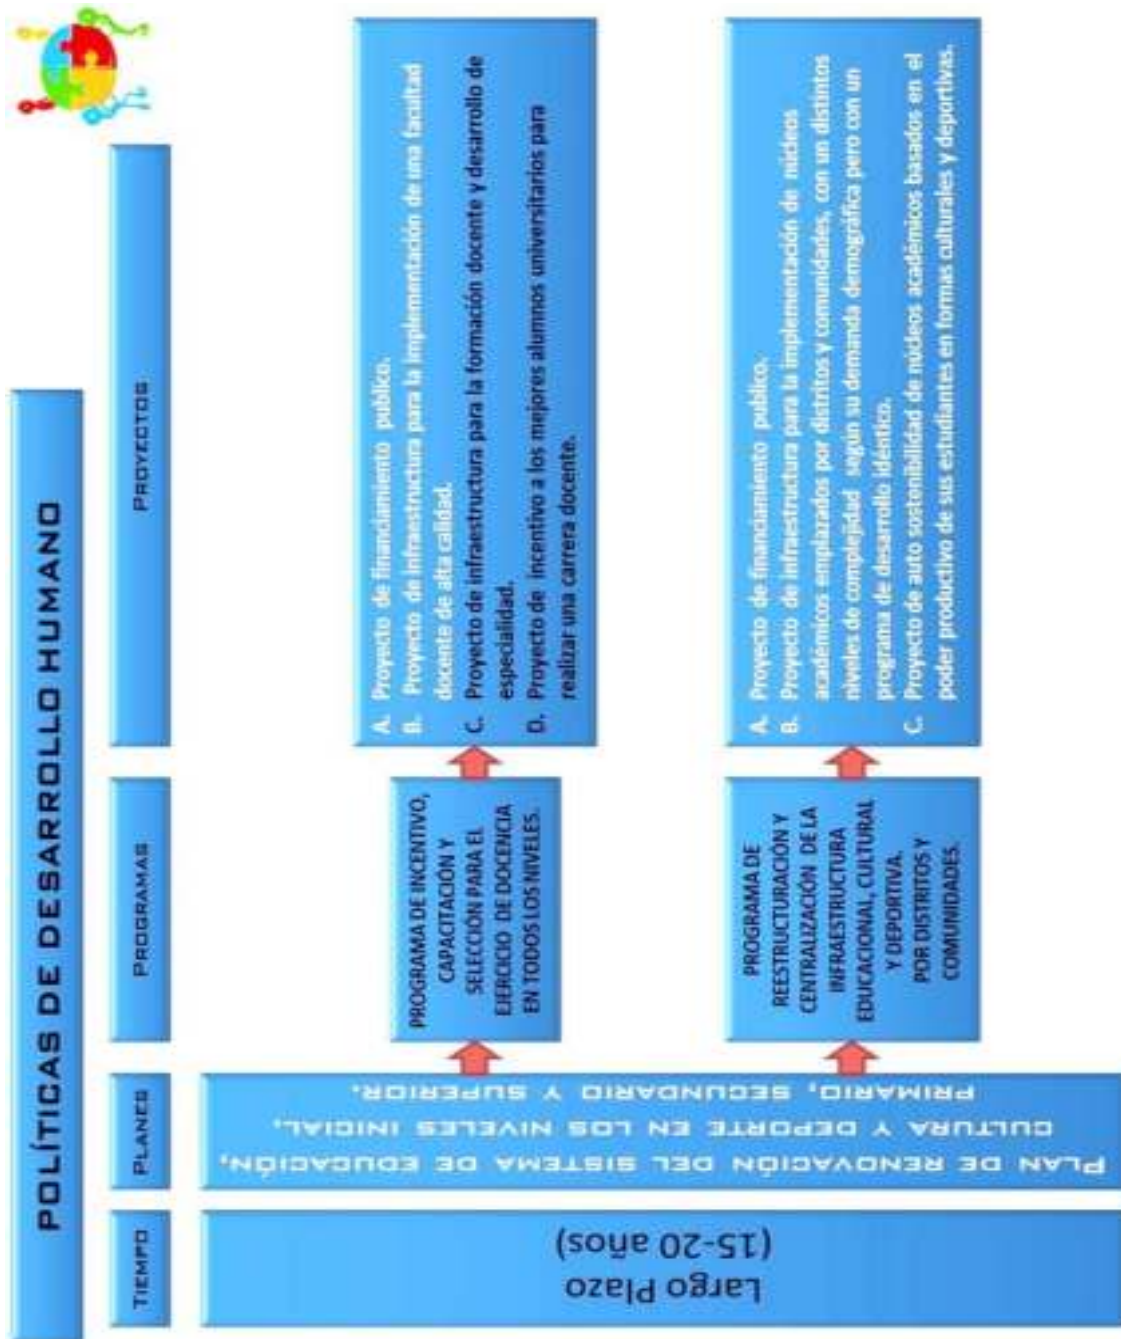 POLÍTICAS DE DESARROLLO HUMANO
TIEMPO
PLANES
PROGRAMAS
PROYECTOS
Largo Plazo
(15-20 años)
PLAN DE RENOVACIÓN DEL SISTEMA DE EDUCACIÓN,
CULTURA Y DEPORTE EN LOS NIVELES INICIAL,
PRIMARIO, SECUNDARIO Y SUPERIOR.
PROGRAMA DE INCENTIVO,
CAPACITACIÓN Y
SELECCIÓN PARA EL
EJERCICIO DE DOCENCIA
EN TODOS LOS NIVELES.
A. Proyecto de financiamiento publico.
B. Proyecto de infraestructura para la implementación de una facultad
docente de alta calidad.
C. Proyecto de infraestructura para la formación docente y desarrollo de
especialidad.
D. Proyecto de incentivo a los mejores alumnos universitarios para
realizar una carrera docente.
PROGRAMA DE
REESTRUCTURACIÓN Y
CENTRALIZACIÓN DE LA
INFRAESTRUCTURA
EDUCACIONAL, CULTURAL
Y DEPORTIVA.
POR DISTRITOS Y
COMUNIDADES.
A. Proyecto de financiamiento publico.
B. Proyecto de infraestructura para la implementación de núcleos
académicos emplazados por distritos y comunidades, con un distintos
niveles de complejidad según su demanda demográfica pero con un
programa de desarrollo idéntico.
C. Proyecto de auto sostenibilidad de núcleos académicos basados en el
poder productivo de sus estudiantes en formas culturales y deportivas.